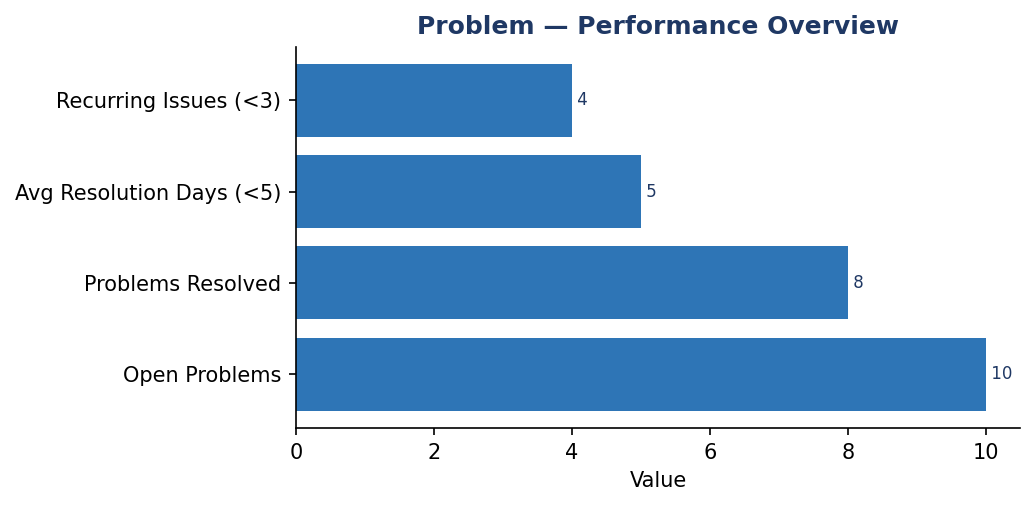 Problem — Performance Overview
Recurring Issues (<3)
4
Avg Resolution Days (<5)
5
Problems Resolved
8
Open Problems
10
0 2 4 6 8 10
Value